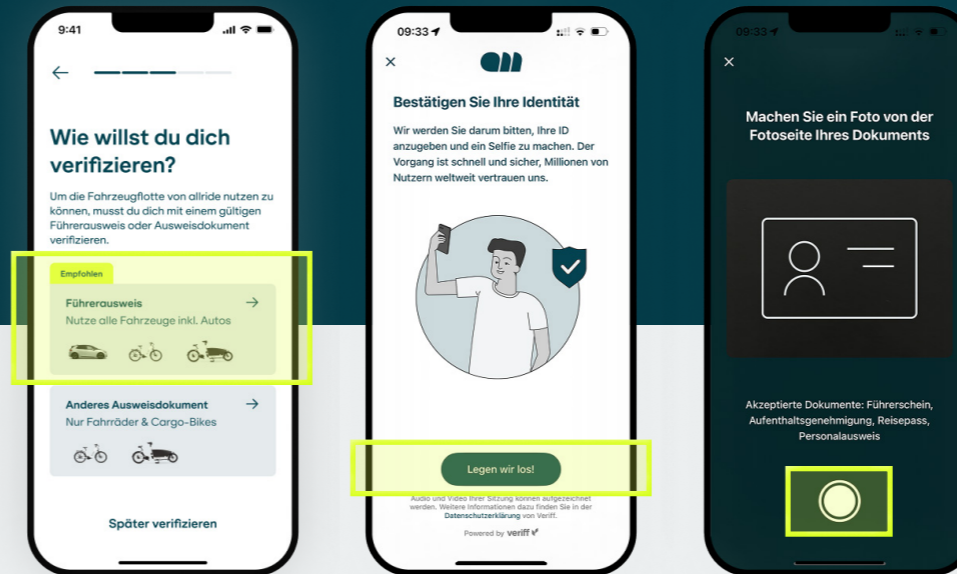 9:41
Wie willst du dich
verifizieren?
Um die Fahrzeugflotte von allride nutzen zu
können, musst du dich mit einem gültigen
Führerausweis oder Ausweisdokument
verifizieren.
Empfohlen
Führerausweis
Nutze alle Fahrzeuge inkl. Autos
Anderes Ausweisdokument
Nur Fahrräder & Cargo-Bikes
Später verifizieren
09:33
Bestätigen Sie Ihre Identität
Wir werden Sie darum bitten, Ihre ID
anzugeben und ein Selfie zu machen. Der
Vorgang ist schnell und sicher, Millionen von
Nutzern weltweit vertrauen uns.
Legen wir los!
Audio und Video Ihrer Sitzung können aufgezeichnet
werden. Weitere Informationen dazu finden Sie in der
Datenschutzerklärung von Veriff.
Powered by veriff
09:33
Machen Sie ein Foto von der
Fotoseite Ihres Dokuments
Akzeptierte Dokumente: Führerschein,
Aufenthaltsgenehmigung, Reisepass,
Personalausweis